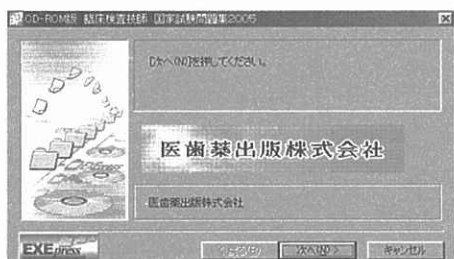 CD-ROM版 臨床検査技師 国家試験問題集2005
[次へ(N)]を押してください。
医歯薬出版株式会社
医歯薬出版株式会社
EXEpress
< 戻る(B)
次へ(N) >
キャンセル